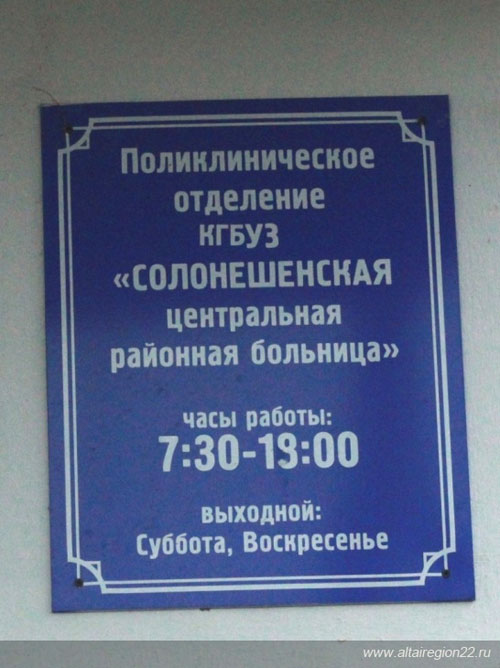 Поликлиническое
отделение
КГБУЗ
«СОЛОНЕШЕНСКАЯ
центральная
районная больница»
часы работы:
7:30-19:00
выходной:
Суббота, Воскресенье
www.altairegion22.ru